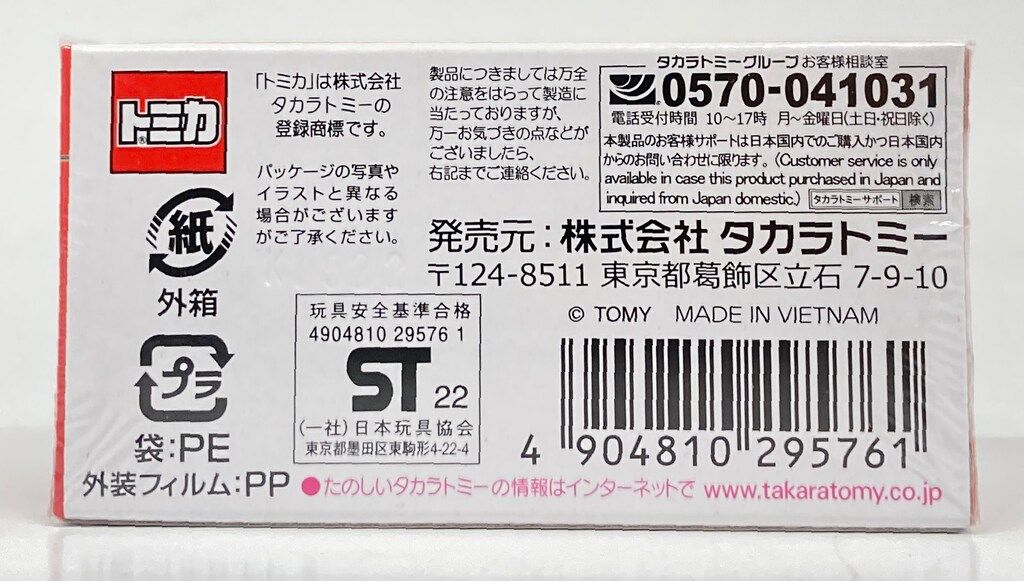 トミカ®
「トミカ」は株式会社
タカラトミーの
登録商標です。
パッケージの写真や
イラストと異なる
場合がございます
がご了承ください。
製品につきましては万全
の注意をはらって製造に
当たっておりますが、
万一お気づきの点などが
ございましたら、
右記までご連絡ください。
タカラトミーグループ お客様相談室
0570-041031
電話受付時間 10〜17時 月〜金曜日(土日・祝日除く)
本製品のお客様サポートは日本国内でのご購入かつ日本国内
からのお問い合わせに限ります。(Customer service is only
available in case this product purchased in Japan and
inquired from Japan domestic.) タカラトミーサポート 検索
発売元:株式会社 タカラトミー
〒124-8511 東京都葛飾区立石 7-9-10
© TOMY MADE IN VIETNAM
紙
外箱
プラ
袋:PE
外装フィルム:PP
玩具安全基準合格
4904810 29576 1
ST 22
(一社)日本玩具協会
東京都墨田区東駒形4-22-4
4 904810 295761
●たのしいタカラトミーの情報はインターネットで www.takaratomy.co.jp